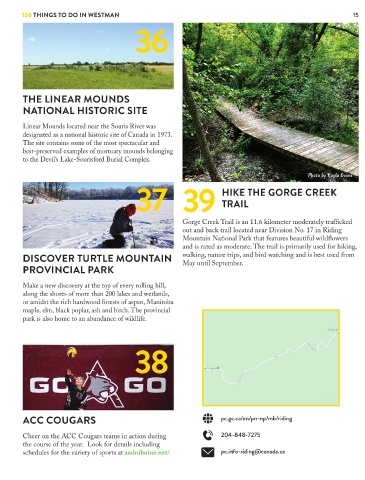 150 THINGS TO DO IN WESTMAN
15
36
THE LINEAR MOUNDS
NATIONAL HISTORIC SITE
Linear Mounds located near the Souris River was
designated as a national historic site of Canada in 1973.
The site contains some of the most spectacular and
best-preserved examples of mortuary mounds belonging
to the Devil's Lake-Sourisford Burial Complex.
37
DISCOVER TURTLE MOUNTAIN
PROVINCIAL PARK
Make a new discovery at the top of every rolling hill,
along the shores of more than 200 lakes and wetlands,
or amidst the rich hardwood forests of aspen, Manitoba
maple, elm, black poplar, ash and birch. The provincial
park is also home to an abundance of wildlife.
GO GO
38
ACC COUGARS
Cheer on the ACC Cougars teams in action during
the course of the year. Look for details including
schedules for the variety of sports at assiniboine.net/
Photo by Kayla Evans
39
HIKE THE GORGE CREEK
TRAIL
Gorge Creek Trail is an 11.6 kilometer moderately trafficked
out and back trail located near Division No. 17 in Riding
Mountain National Park that features beautiful wildflowers
and is rated as moderate. The trail is primarily used for hiking,
walking, nature trips, and bird watching and is best used from
May until September.
pc.gc.ca/en/pn-np/mb/riding
204-848-7275
pc.info-riding@canada.ca